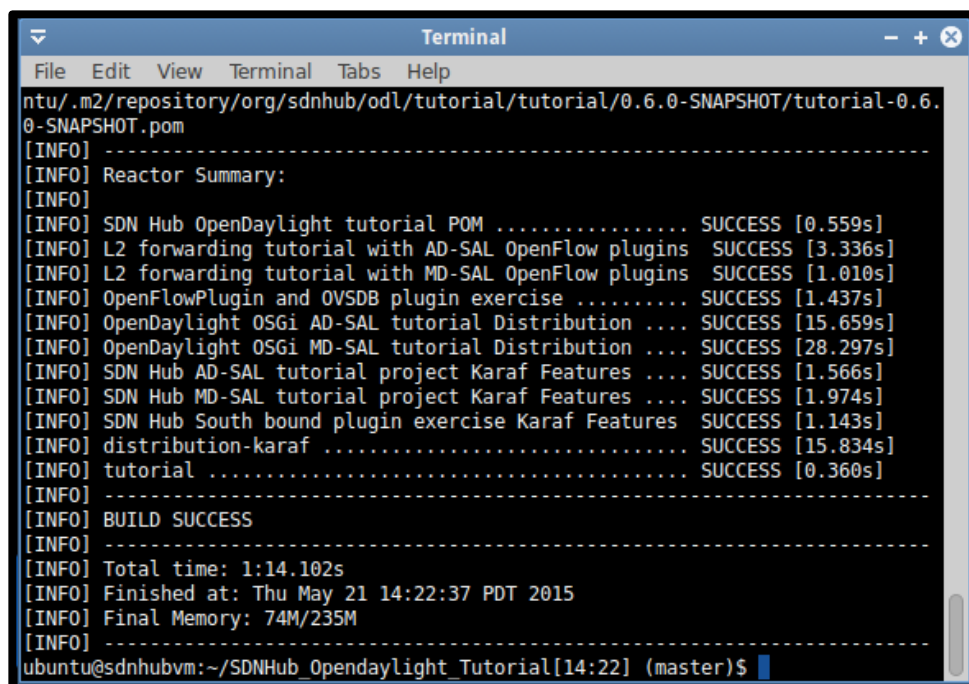 Terminal
File Edit View Terminal Tabs Help
ntu/.m2/repository/org/sdnhub/odl/tutorial/tutorial/0.6.0-SNAPSHOT/tutorial-0.6.
0-SNAPSHOT.pom
[INFO] ------------------------------------------------------------------------
[INFO] Reactor Summary:
[INFO]
[INFO] SDN Hub OpenDaylight tutorial POM ................. SUCCESS [0.559s]
[INFO] L2 forwarding tutorial with AD-SAL OpenFlow plugins  SUCCESS [3.336s]
[INFO] L2 forwarding tutorial with MD-SAL OpenFlow plugins  SUCCESS [1.010s]
[INFO] OpenFlowPlugin and OVSDB plugin exercise .......... SUCCESS [1.437s]
[INFO] OpenDaylight OSGi AD-SAL tutorial Distribution .... SUCCESS [15.659s]
[INFO] OpenDaylight OSGi MD-SAL tutorial Distribution .... SUCCESS [28.297s]
[INFO] SDN Hub AD-SAL tutorial project Karaf Features .... SUCCESS [1.566s]
[INFO] SDN Hub MD-SAL tutorial project Karaf Features .... SUCCESS [1.974s]
[INFO] SDN Hub South bound plugin exercise Karaf Features  SUCCESS [1.143s]
[INFO] distribution-karaf ................................ SUCCESS [15.834s]
[INFO] tutorial .......................................... SUCCESS [0.360s]
[INFO] ------------------------------------------------------------------------
[INFO] BUILD SUCCESS
[INFO] ------------------------------------------------------------------------
[INFO] Total time: 1:14.102s
[INFO] Finished at: Thu May 21 14:22:37 PDT 2015
[INFO] Final Memory: 74M/235M
[INFO] ------------------------------------------------------------------------
ubuntu@sdnhubvm:~/SDNHub_Opendaylight_Tutorial[14:22] (master)$